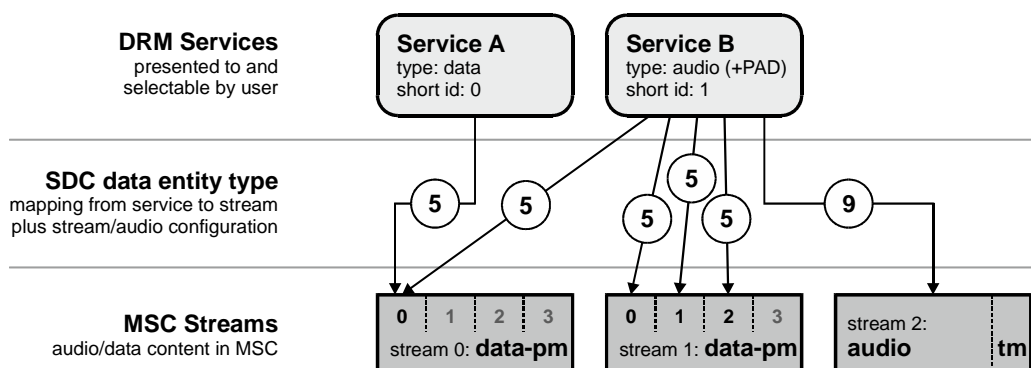 DRM Services
presented to and
selectable by user
Service A
type: data
short id: 0
Service B
type: audio (+PAD)
short id: 1
SDC data entity type
mapping from service to stream
plus stream/audio configuration
5
5
5
5
5
9
MSC Streams
audio/data content in MSC
0 1 2 3
stream 0: data-pm
0 1 2 3
stream 1: data-pm
stream 2:
audio tm